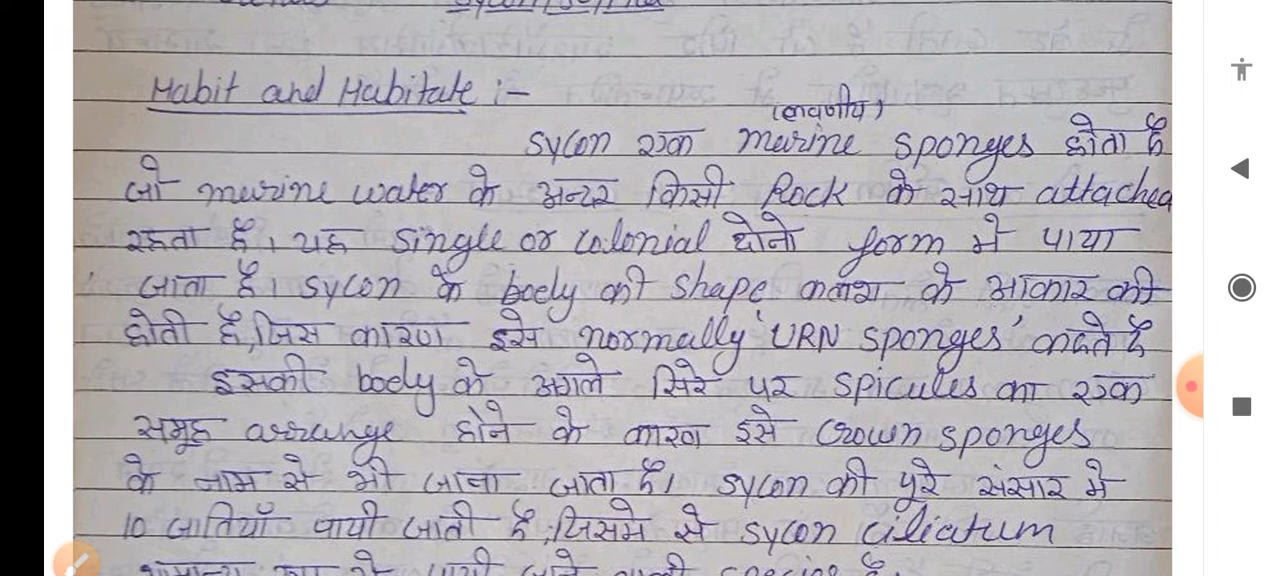 Habit and Habitate :-
(लवणीय)
Sycon एक marine sponges होता है
जो marine water के अन्दर किसी Rock के साथ attached
रहता है। यह single or colonial दोनो form मे पाया
जाता है। sycon के body की shape कलश के आकार की
होती है,जिस कारण इसे normally 'URN sponges' कहते है
इसकी body के अगले सिरे पर spicules का एक
समुह arrange होने के कारण इसे crown sponges
के नाम से भी जाना जाता है। sycon की पुरे संसार मे
10 जातियाँ पायी जाती है,जिसमे से sycon ciliatum